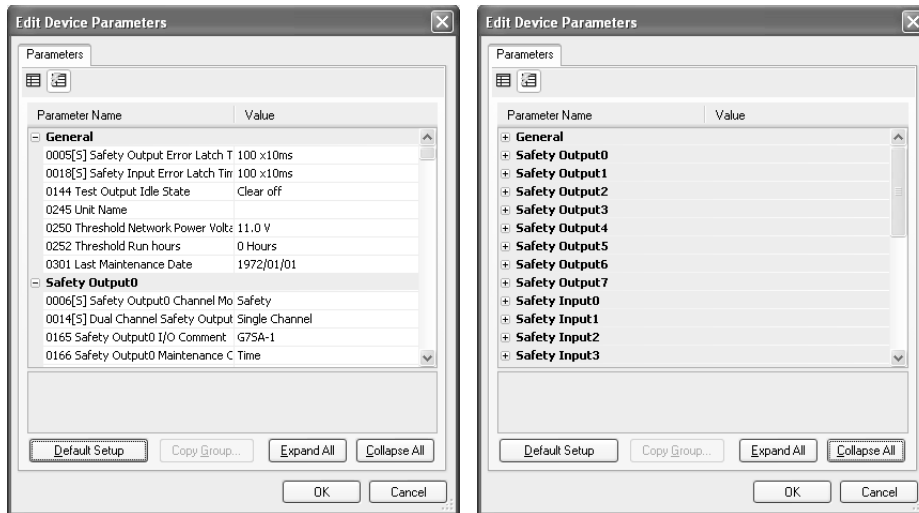 Edit Device Parameters
Parameters
Parameter Name Value
General
0005[S] Safety Output Error Latch T 100 x10ms
0018[S] Safety Input Error Latch Tim 100 x10ms
0144 Test Output Idle State Clear off
0245 Unit Name
0250 Threshold Network Power Volta 11.0 V
0252 Threshold Run hours 0 Hours
0301 Last Maintenance Date 1972/01/01
Safety Output0
0006[S] Safety Output0 Channel Mo Safety
0014[S] Dual Channel Safety Output Single Channel
0165 Safety Output0 I/O Comment G7SA-1
0166 Safety Output0 Maintenance C Time
Default Setup Copy Group... Expand All Collapse All
OK Cancel
Edit Device Parameters
Parameters
Parameter Name Value
General
Safety Output0
Safety Output1
Safety Output2
Safety Output3
Safety Output4
Safety Output5
Safety Output6
Safety Output7
Safety Input0
Safety Input1
Safety Input2
Safety Input3
Default Setup Copy Group... Expand All Collapse All
OK Cancel